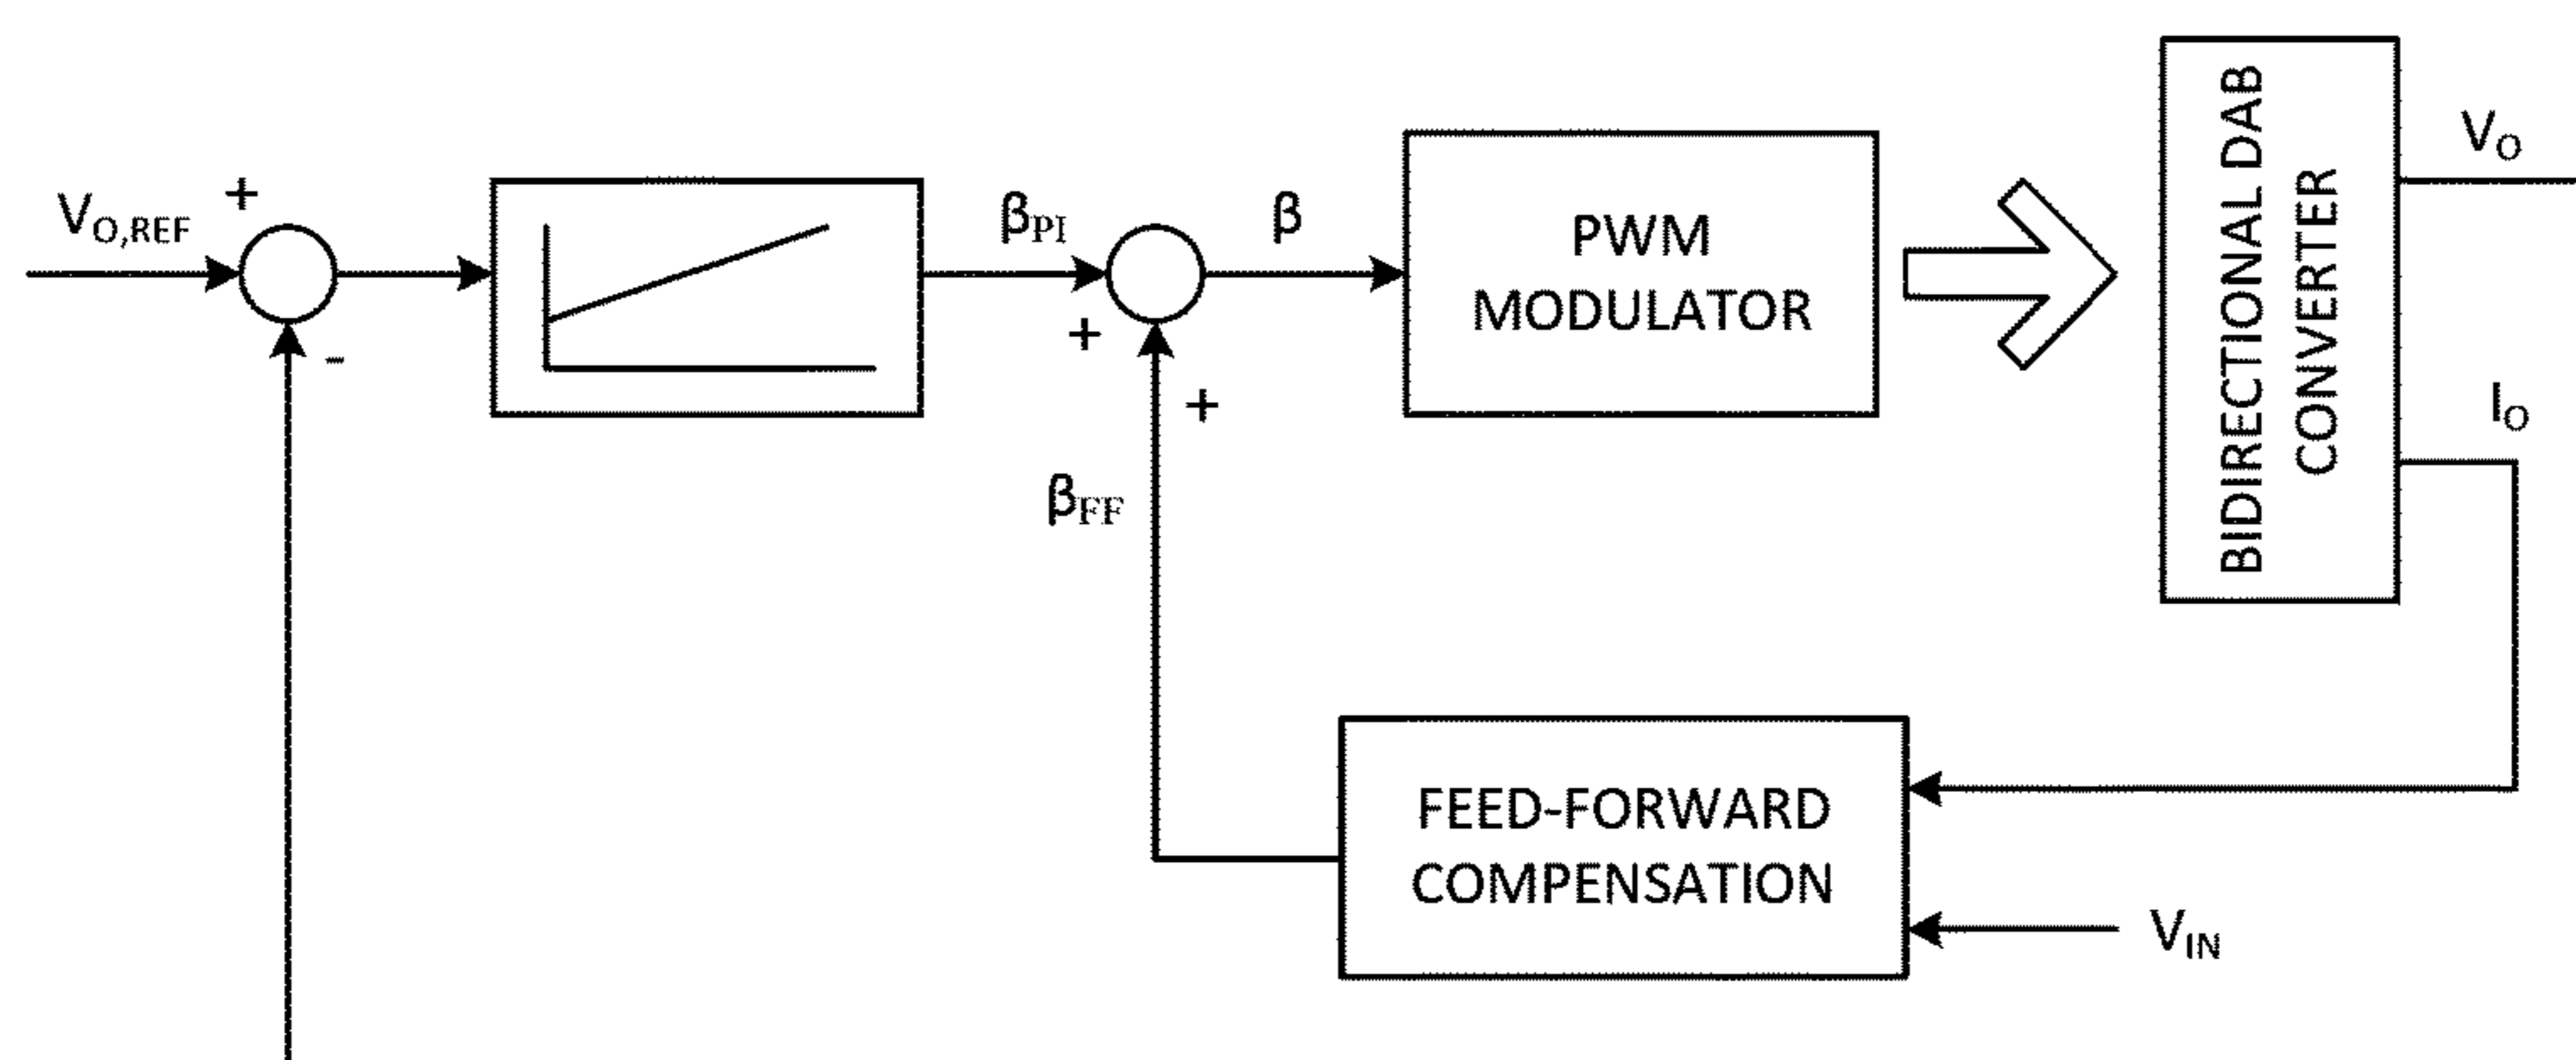 V_O,REF
+
-
β_PI
+
β
+
β_FF
PWM
MODULATOR
BIDIRECTIONAL DAB
CONVERTER
V_O
I_O
FEED-FORWARD
COMPENSATION
V_IN